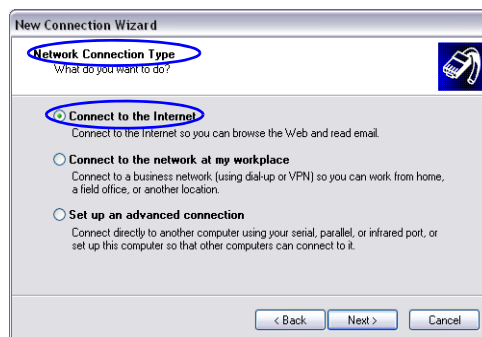 New Connection Wizard
Network Connection Type
What do you want to do?
Connect to the Internet
Connect to the Internet so you can browse the Web and read email.
Connect to the network at my workplace
Connect to a business network (using dial-up or VPN) so you can work from home,
a field office, or another location.
Set up an advanced connection
Connect directly to another computer using your serial, parallel, or infrared port, or
set up this computer so that other computers can connect to it.
< Back Next > Cancel